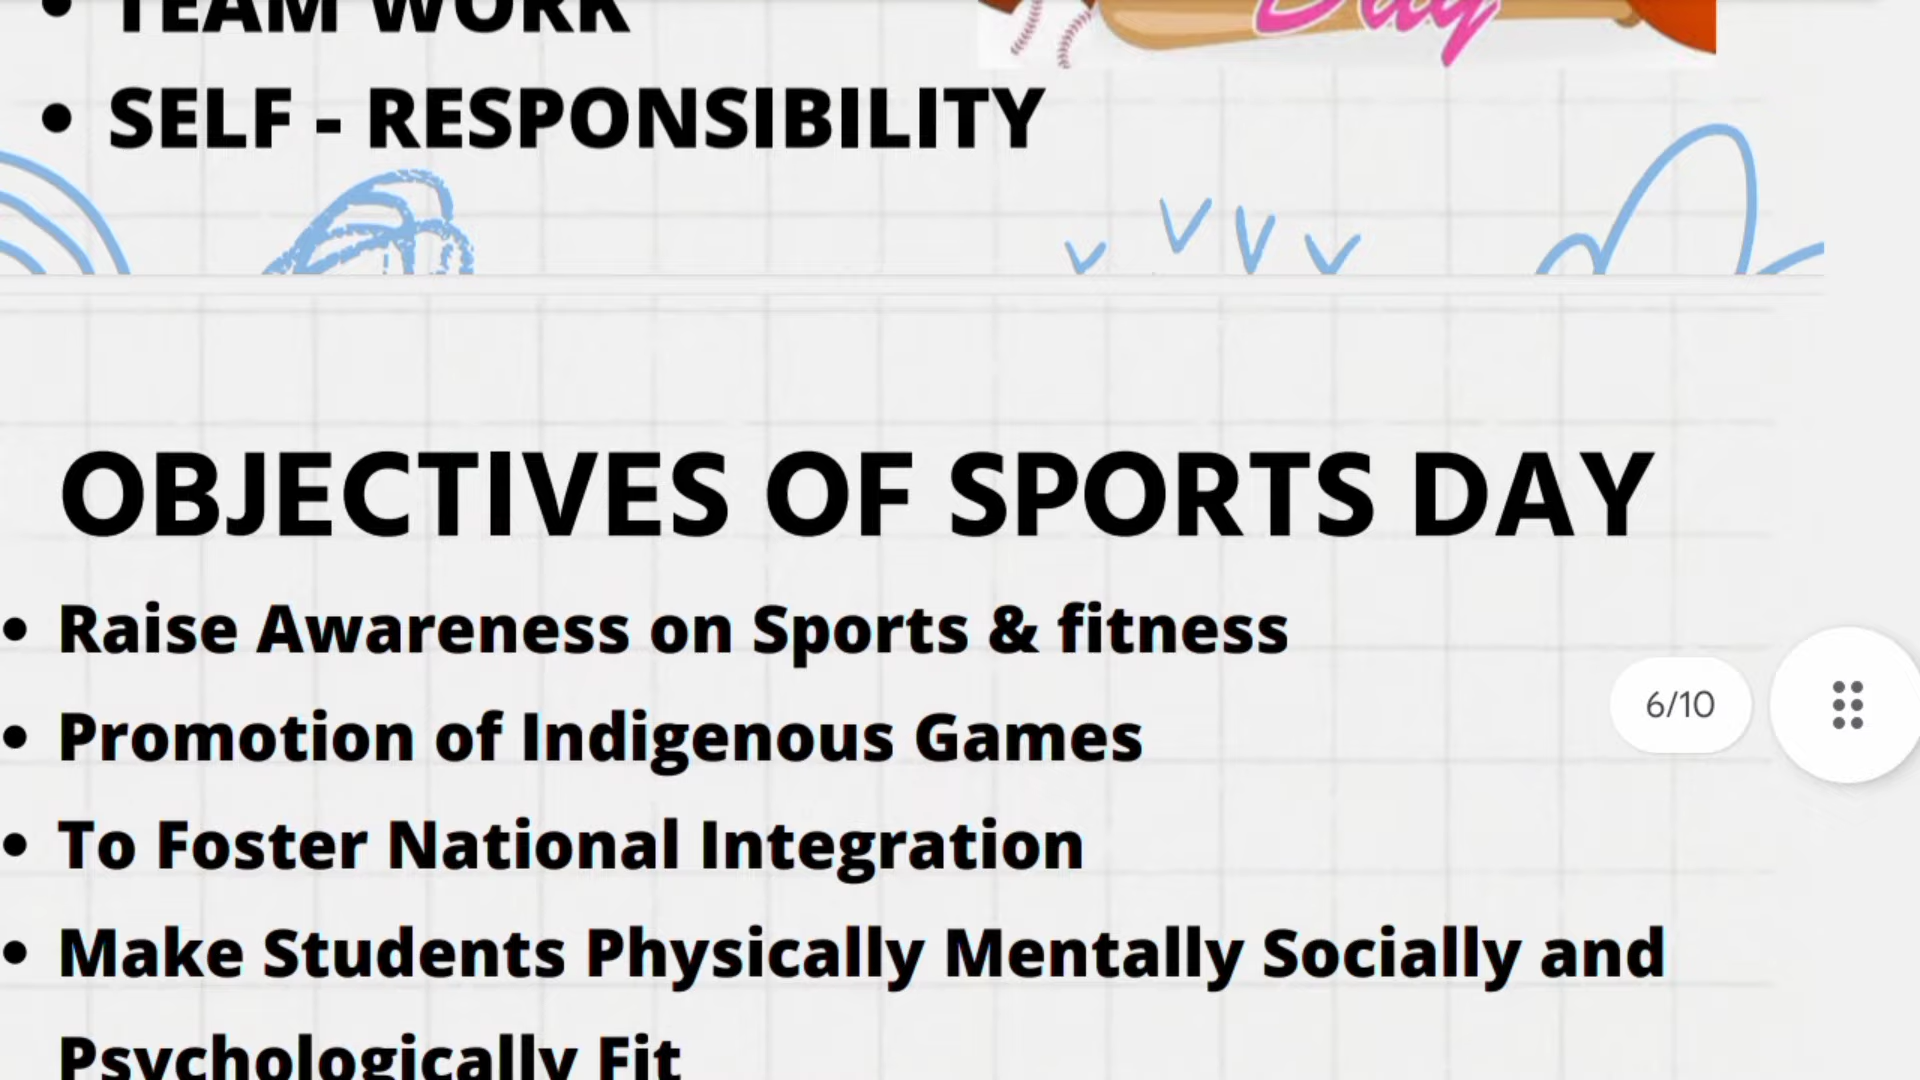 • TEAM WORK
Day
• SELF - RESPONSIBILITY
OBJECTIVES OF SPORTS DAY
• Raise Awareness on Sports & fitness
• Promotion of Indigenous Games
6/10
• To Foster National Integration
• Make Students Physically Mentally Socially and
Psychologically Fit